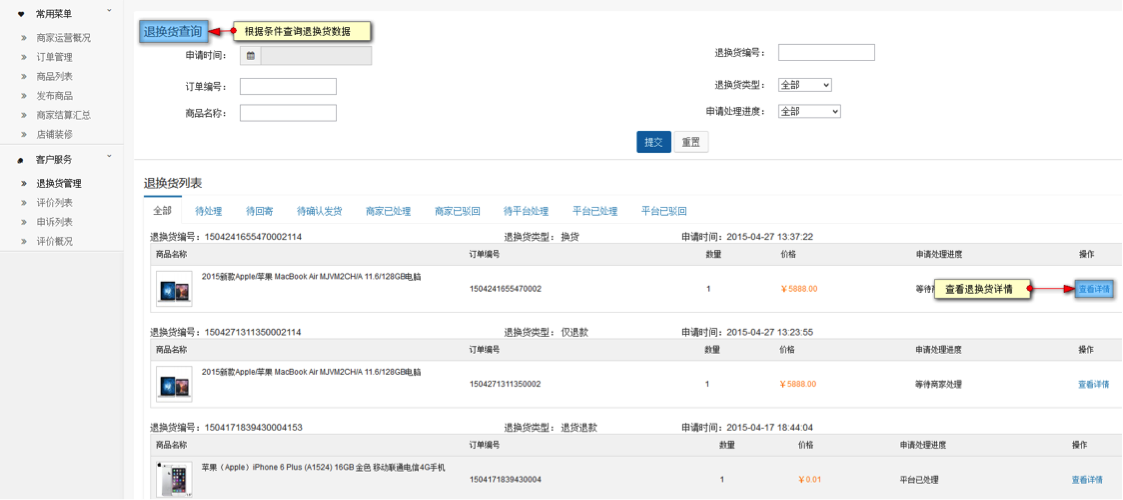 常用菜单
商家运营概况
订单管理
商品列表
发布商品
商家结算汇总
店铺装修
客户服务
退换货管理
评价列表
申诉列表
评价概况
退换货查询 根据条件查询退换货数据
申请时间： 退换货编号：
订单编号： 退换货类型： 全部
商品名称： 申请处理进度： 全部
提交 重置
退换货列表
全部 待处理 待回寄 待确认发货 商家已处理 商家已驳回 待平台处理 平台已处理 平台已驳回
退换货编号：1504241655470002114 退换货类型： 换货 申请时间：2015-04-27 13:37:22
商品名称 订单编号 数量 价格 申请处理进度 操作
2015新款Apple/苹果 MacBook Air MJVM2CH/A 11.6/128GB电脑
1504241655470002 1 ￥5888.00 等待 查看退换货详情 查看详情
退换货编号：1504271311350002114 退换货类型： 仅退款 申请时间：2015-04-27 13:23:55
商品名称 订单编号 数量 价格 申请处理进度 操作
2015新款Apple/苹果 MacBook Air MJVM2CH/A 11.6/128GB电脑
1504271311350002 1 ￥5888.00 等待商家处理 查看详情
退换货编号：1504171839430004153 退换货类型： 退货退款 申请时间：2015-04-17 18:44:04
商品名称 订单编号 数量 价格 申请处理进度 操作
苹果（Apple）iPhone 6 Plus (A1524) 16GB 金色 移动联通电信4G手机
1504171839430004 1 ￥0.01 平台已处理 查看详情